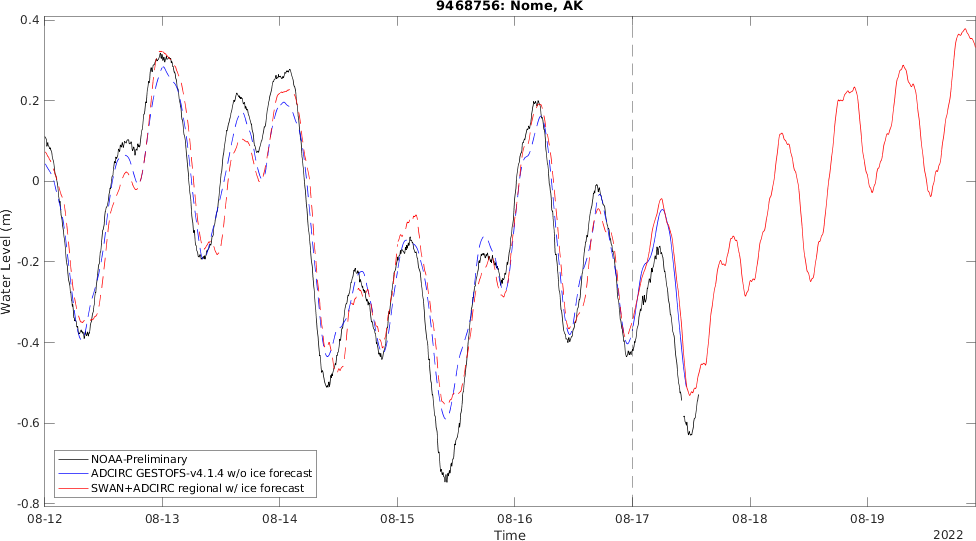 9468756: Nome, AK
0.4
0.2
0
-0.2
-0.4
-0.6
-0.8
Water Level (m)
NOAA-Preliminary
ADCIRC GESTOFS-v4.1.4 w/o ice forecast
SWAN+ADCIRC regional w/ ice forecast
08-12 08-13 08-14 08-15 08-16 08-17 08-18 08-19
Time
2022